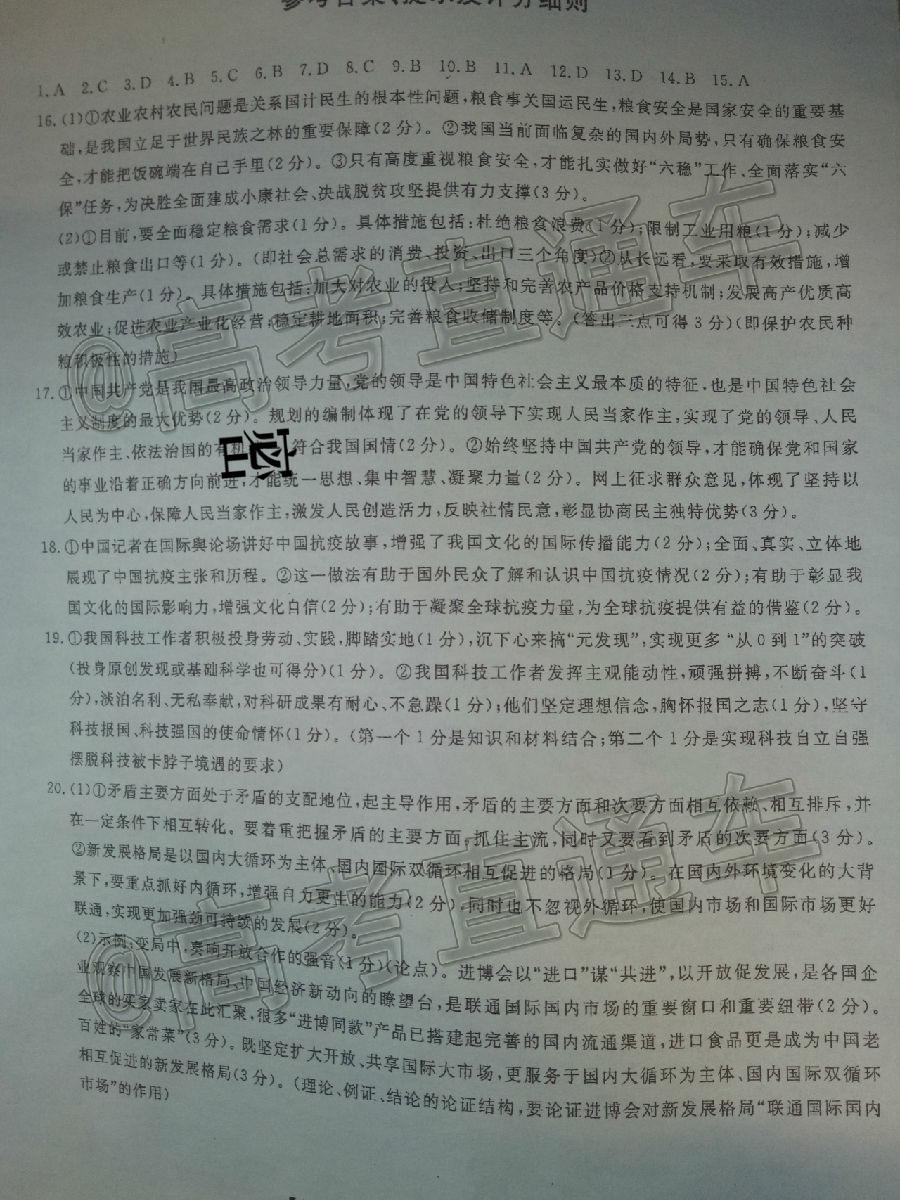 参考答案、提示及评分细则
1.A 2.C 3.D 4.B 5.C 6.B 7.D 8.C 9.B 10.B 11.A 12.D 13.D 14.B 15.A
16.(1)①农业农村农民问题是关系国计民生的根本性问题,粮食事关国运民生,粮食安全是国家安全的重要基
础,是我国立足于世界民族之林的重要保障(2分)。②我国当前面临复杂的国内外局势,只有确保粮食安
全,才能把饭碗端在自己手里(2分)。③只有高度重视粮食安全,才能扎实做好“六稳”工作、全面落实“六
保”任务,为决胜全面建成小康社会、决战脱贫攻坚提供有力支撑(3分)。
(2)①目前,要全面稳定粮食需求(1分)。具体措施包括:杜绝粮食浪费(1分);限制工业用粮(1分);减少
或禁止粮食出口等(1分)。(即社会总需求的消费、投资、出口三个角度)②从长远看,要采取有效措施,增
加粮食生产(1分)。具体措施包括:加大对农业的投入;坚持和完善农产品价格支持机制;发展高产优质高
效农业;促进农业产业化经营;稳定耕地面积;完善粮食收储制度等。(答出三点可得3分)(即保护农民种
粮积极性的措施)
17.①中国共产党是我国最高政治领导力量,党的领导是中国特色社会主义最本质的特征,也是中国特色社会
主义制度的最大优势(2分)。规划的编制体现了在党的领导下实现人民当家作主,实现了党的领导、人民
当家作主、依法治国的有机 符合我国国情(2分)。②始终坚持中国共产党的领导,才能确保党和国家
的事业沿着正确方向前进,才能统一思想、集中智慧、凝聚力量(2分)。网上征求群众意见,体现了坚持以
人民为中心,保障人民当家作主,激发人民创造活力,反映社情民意,彰显协商民主独特优势(3分)。
18.①中国记者在国际舆论场讲好中国抗疫故事,增强了我国文化的国际传播能力(2分);全面、真实、立体地
展现了中国抗疫主张和历程。②这一做法有助于国外民众了解和认识中国抗疫情况(2分);有助于彰显我
国文化的国际影响力,增强文化自信(2分);有助于凝聚全球抗疫力量,为全球抗疫提供有益的借鉴(2分)。
19.①我国科技工作者积极投身劳动、实践,脚踏实地(1分),沉下心来搞“元发现”,实现更多“从0到1”的突破
(投身原创发现或基础科学也可得分)(1分)。②我国科技工作者发挥主观能动性,顽强拼搏,不断奋斗(1
分),淡泊名利、无私奉献,对科研成果有耐心、不急躁(1分);他们坚定理想信念,胸怀报国之志(1分),坚守
科技报国、科技强国的使命情怀(1分)。(第一个1分是知识和材料结合;第二个1分是实现科技自立自强
摆脱科技被卡脖子境遇的要求)
20.(1)①矛盾主要方面处于矛盾的支配地位,起主导作用,矛盾的主要方面和次要方面相互依赖、相互排斥,并
在一定条件下相互转化。要着重把握矛盾的主要方面,抓住主流,同时又要看到矛盾的次要方面(3分)。
②新发展格局是以国内大循环为主体、国内国际双循环相互促进的格局(1分)。在国内外环境变化的大背
景下,要重点抓好内循环,增强自力更生的能力(2分),同时也不忽视外循环,使国内市场和国际市场更好
联通,实现更加强劲可持续的发展(2分)。
(2)示例:变局中,奏响开放合作的强音(1分)(论点)。进博会以“进口”谋“共进”,以开放促发展,是各国企
业观察中国发展新格局、中国经济新动向的瞭望台,是联通国际国内市场的重要窗口和重要纽带(2分)。
全球的买家卖家在此汇聚,很多“进博同款”产品已搭建起完善的国内流通渠道,进口食品更是成为中国老
百姓的“家常菜”(3分)。既坚定扩大开放、共享国际大市场,更服务于国内大循环为主体、国内国际双循环
相互促进的新发展格局(3分)。(理论、例证、结论的论证结构,要论证进博会对新发展格局“联通国际国内
市场”的作用)
密
@高考直通车
@高考直通车